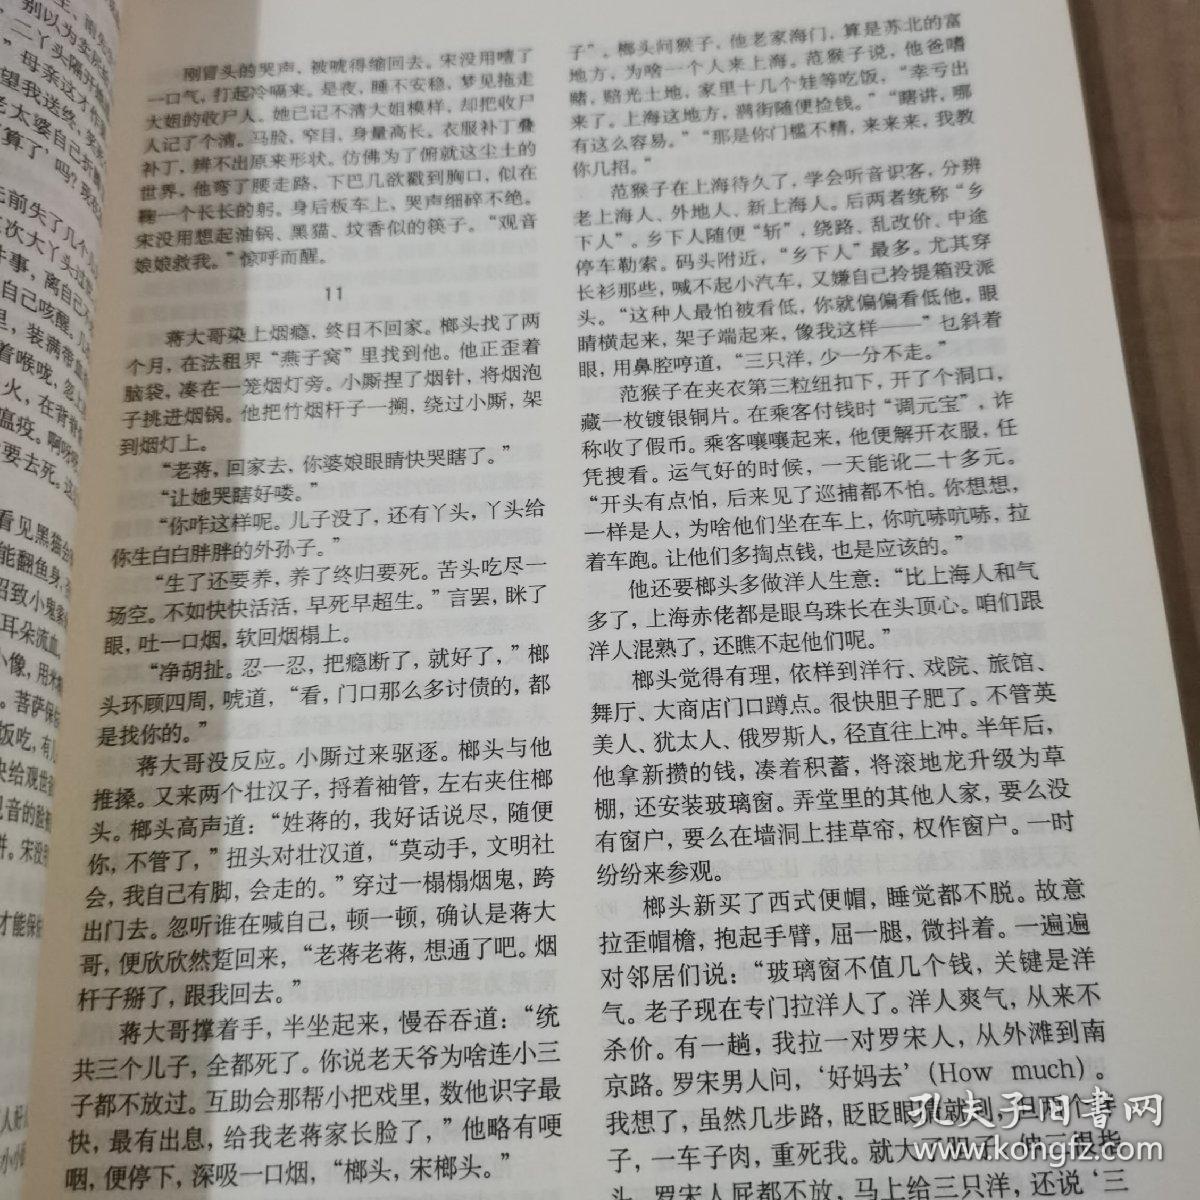 刚冒头的哭声、被唬得缩回去。宋没用噎了
一口气，打起冷嗝来。是夜，睡不安稳，梦见拖走
大姐的收尸人。她已记不清大姐模样，却把收尸
人记了个清。马脸、窄目、身量高长。衣服补丁叠
补丁，辨不出原来形状。仿佛为了俯就这尘土的
世界，他弯了腰走路、下巴几欲戳到胸口，似在
鞠一个长长的躬。身后板车上、哭声细碎不绝。
宋没用想起油锅、黑猫、坟香似的筷子。“观音
娘娘救我。”惊呼而醒。
11
蒋大哥染上烟瘾，终日不回家。榔头找了两
个月，在法租界“燕子窝”里找到他。他正歪着
脑袋，凑在一笼烟灯旁。小厮捏了烟针，将烟泡
子挑进烟锅。他把竹烟杆子一搠，绕过小厮，架
到烟灯上。
“老蒋，回家去，你婆娘眼睛快哭瞎了。”
“让她哭瞎好喽。”
“你咋这样呢。儿子没了，还有丫头，丫头给
你生白白胖胖的外孙子。”
“生了还要养，养了终归要死。苦头吃尽一
场空。不如快快活活，早死早超生。”言罢，眯了
眼，吐一口烟，软回烟榻上。
“净胡扯。忍一忍，把瘾断了，就好了，”榔
头环顾四周，唬道，“看，门口那么多讨债的，都
是找你的。”
蒋大哥没反应。小厮过来驱逐。榔头与他
推搡。又来两个壮汉子，捋着袖管，左右夹住榔
头。榔头高声道：“姓蒋的，我好话说尽，随便
你，不管了，”扭头对壮汉道，“莫动手，文明社
会，我自己有脚，会走的。”穿过一榻榻烟鬼，跨
出门去。忽听谁在喊自己，顿一顿，确认是蒋大
哥，便欣欣然踅回来，“老蒋老蒋，想通了吧。烟
杆子掰了，跟我回去。”
蒋大哥撑着手，半坐起来，慢吞吞道：“统
共三个儿子，全都死了。你说老天爷为啥连小三
子都不放过。互助会那帮小把戏里，数他识字最
快，最有出息，给我老蒋家长脸了，”他略有哽
咽，便停下，深吸一口烟，“榔头，宋榔头。”
子”，榔头问猴子，他老家海门，算是苏北的富
地方，为啥一个人来上海。范猴子说，他爸嗜
赌，赔光土地，家里十几个娃等吃饭，“幸亏出
来了。上海这地方，满街随便捡钱。”“瞎讲，哪
有这么容易。”“那是你门槛不精，来来来，我教
你几招。”
范猴子在上海待久了，学会听音识客，分辨
老上海人、外地人、新上海人。后两者统称“乡
下人”。乡下人随便“斩”，绕路、乱改价、中途
停车勒索。码头附近，“乡下人”最多。尤其穿
长衫那些，喊不起小汽车，又嫌自己拎提箱没派
头。“这种人最怕被看低，你就偏偏看低他，眼
睛横起来，架子端起来，像我这样——”乜斜着
眼，用鼻腔哼道，“三只洋，少一分不走。”
范猴子在夹衣第三粒纽扣下，开了个洞口，
藏一枚镀银铜片。在乘客付钱时“调元宝”，诈
称收了假币。乘客嚷嚷起来，他便解开衣服，任
凭搜看。运气好的时候，一天能讹二十多元。
“开头有点怕，后来见了巡捕都不怕。你想想，
一样是人，为啥他们坐在车上，你吭哧吭哧，拉
着车跑。让他们多掏点钱，也是应该的。”
他还要榔头多做洋人生意：“比上海人和气
多了，上海赤佬都是眼乌珠长在头顶心。咱们跟
洋人混熟了，还瞧不起他们呢。”
榔头觉得有理，依样到洋行、戏院、旅馆、
舞厅、大商店门口蹲点。很快胆子肥了。不管英
美人、犹太人、俄罗斯人，径直往上冲。半年后，
他拿新攒的钱，凑着积蓄，将滚地龙升级为草
棚，还安装玻璃窗。弄堂里的其他人家，要么没
有窗户，要么在墙洞上挂草帘，权作窗户。一时
纷纷来参观。
榔头新买了西式便帽，睡觉都不脱。故意
拉歪帽檐，抱起手臂，屈一腿，微抖着。一遍遍
对邻居们说：“玻璃窗不值几个钱，关键是洋
气。老子现在专门拉洋人了。洋人爽气，从来不
杀价。有一趟，我拉一对罗宋人，从外滩到南
京路。罗宋男人问，‘好妈去’（How much）。
我想了，虽然几步路，眨眨眼睛就到，但两个
子，一车子肉，重死我。就大了胆子，伸三根指
头。罗宋人屁都不放，马上给三只洋，还说‘三
孔夫子旧书网
kongfz.com